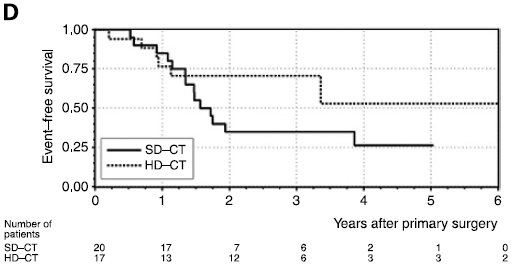 D
Event–free survival
1.00
0.75
0.50
0.25
0.00
SD–CT
HD–CT
0 1 2 3 4 5 6
Years after primary surgery
Number of
patients
SD–CT 20 17 7 6 2 1 0
HD–CT 17 13 12 6 3 3 2